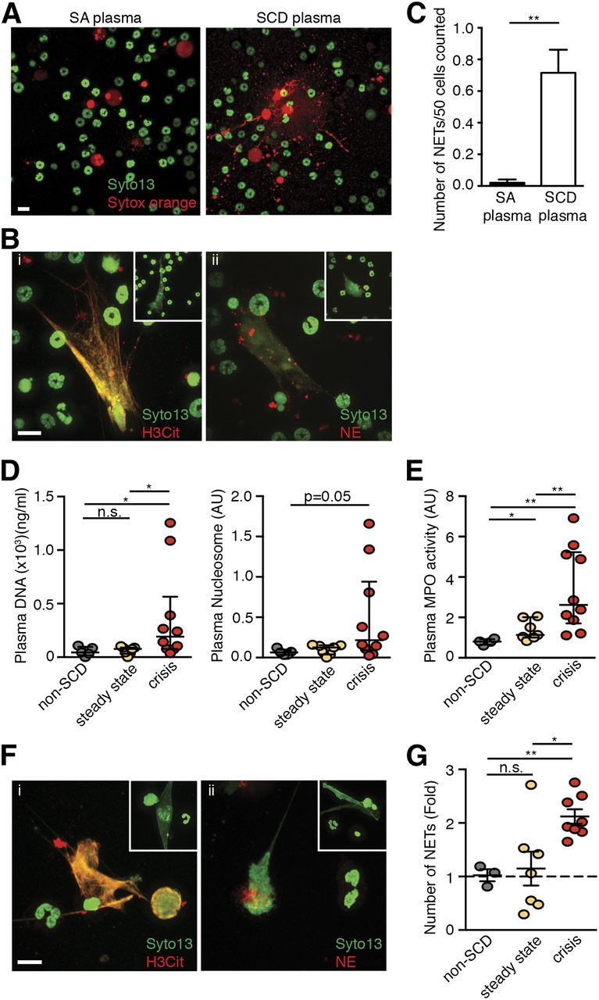 A
SA plasma
SCD plasma
Syto13
Sytox orange
C
**
Number of NETs/50 cells counted
1.0
0.8
0.6
0.4
0.2
0.0
SA
plasma
SCD
plasma
B
i
Syto13
H3Cit
ii
Syto13
NE
D
Plasma DNA (x10³)(ng/ml)
1.5
1.0
0.5
0
*
*
n.s.
non-SCD
steady state
crisis
Plasma Nucleosome (AU)
2.0
1.5
1.0
0.5
0.0
p=0.05
non-SCD
steady state
crisis
E
Plasma MPO activity (AU)
8
6
4
2
0
**
**
*
non-SCD
steady state
crisis
F
i
Syto13
H3Cit
ii
Syto13
NE
G
Number of NETs (Fold)
3
2
1
0
*
**
n.s.
non-SCD
steady state
crisis